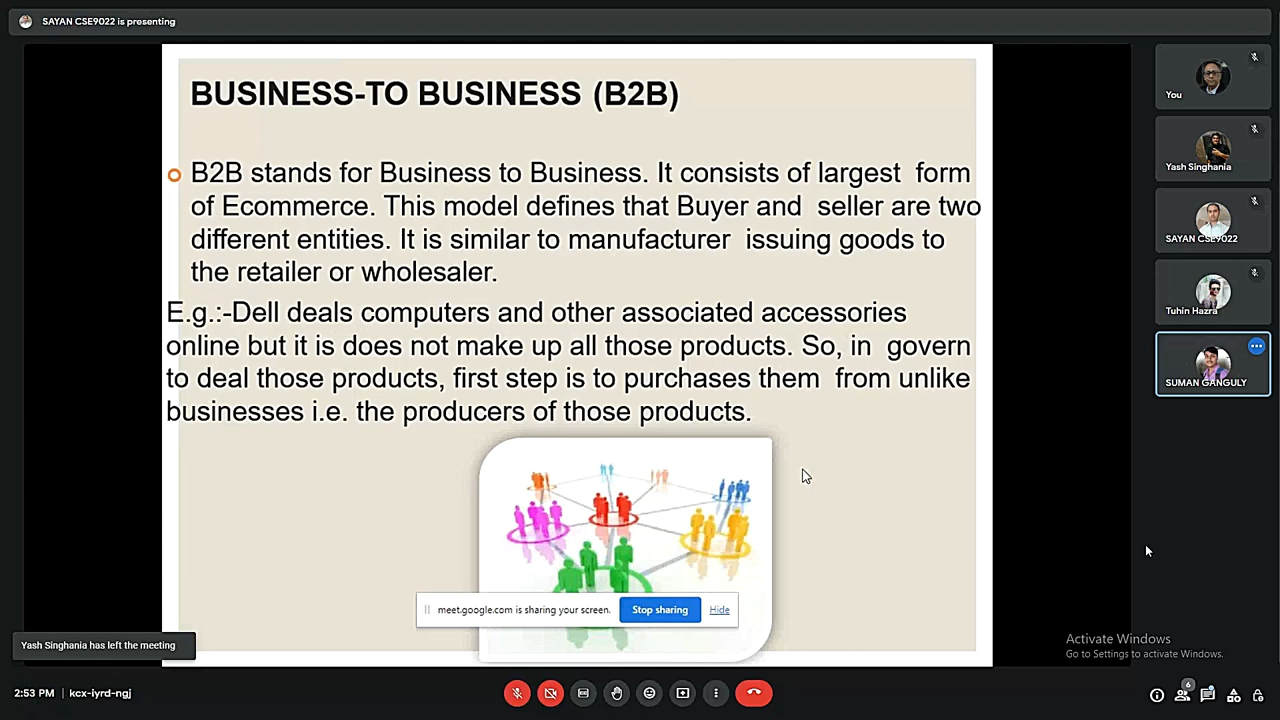 SAYAN CSE9022 is presenting
BUSINESS-TO BUSINESS (B2B)
B2B stands for Business to Business. It consists of largest form
of Ecommerce. This model defines that Buyer and seller are two
different entities. It is similar to manufacturer issuing goods to
the retailer or wholesaler.
E.g.:-Dell deals computers and other associated accessories
online but it is does not make up all those products. So, in govern
to deal those products, first step is to purchases them from unlike
businesses i.e. the producers of those products.
meet.google.com is sharing your screen.
Stop sharing
Hide
You
Yash Singhania
SAYAN CSE9022
Tuhin Hazra
SUMAN GANGULY
Yash Singhania has left the meeting
Activate Windows
Go to Settings to activate Windows.
2:53 PM | kcx-iyrd-ngj
6